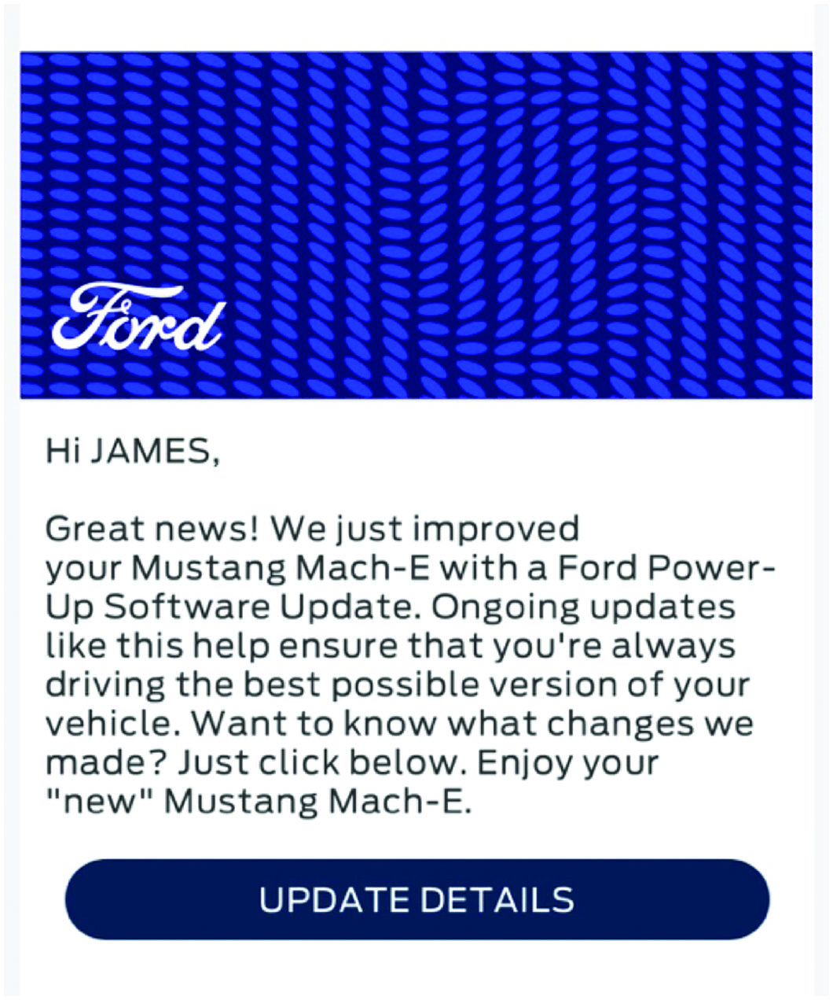 Ford
Hi JAMES,
Great news! We just improved
your Mustang Mach-E with a Ford Power-
Up Software Update. Ongoing updates
like this help ensure that you're always
driving the best possible version of your
vehicle. Want to know what changes we
made? Just click below. Enjoy your
"new" Mustang Mach-E.
UPDATE DETAILS